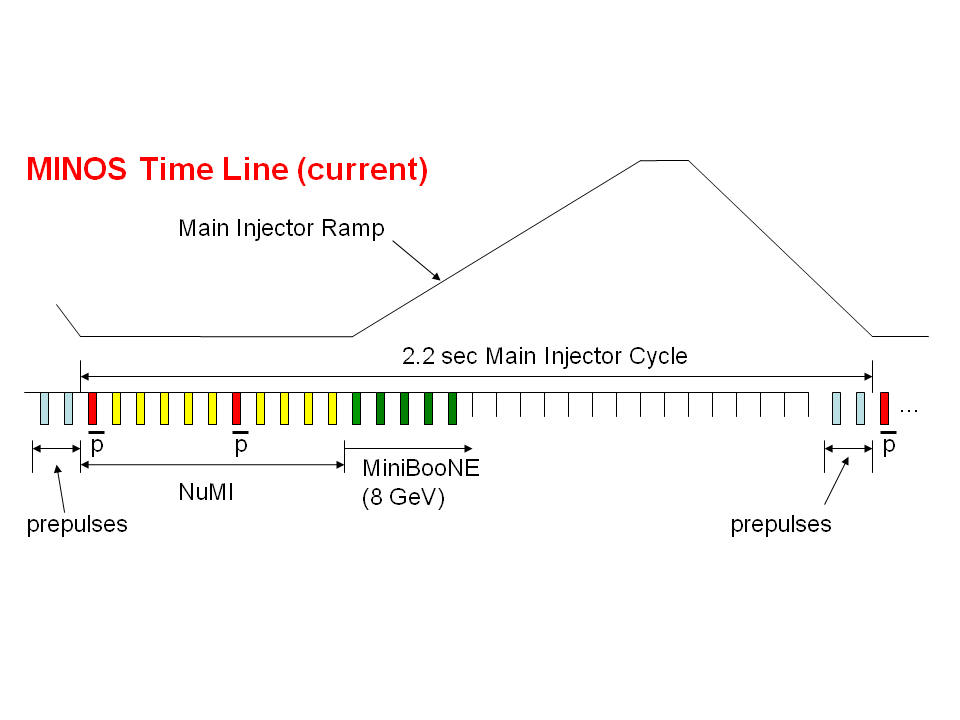 MINOS Time Line (current)
Main Injector Ramp
2.2 sec Main Injector Cycle
...
p̅
p̅
p̅
NuMI
MiniBooNE
(8 GeV)
prepulses
prepulses